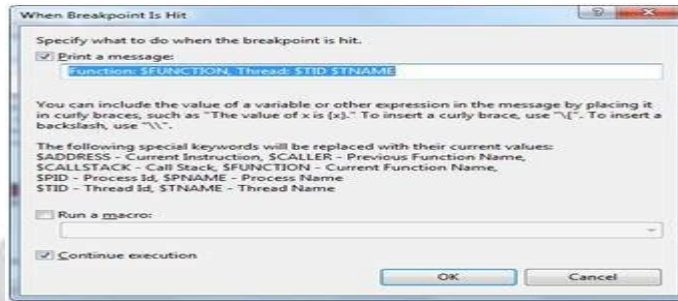 When Breakpoint Is Hit
Specify what to do when the breakpoint is hit.
Print a message:
Function: $FUNCTION, Thread: $TID $TNAME
You can include the value of a variable or other expression in the message by placing it
in curly braces, such as "The value of x is {x}." To insert a curly brace, use "\{". To insert a
backslash, use "\\".
The following special keywords will be replaced with their current values:
$ADDRESS - Current Instruction, $CALLER - Previous Function Name,
$CALLSTACK - Call Stack, $FUNCTION - Current Function Name,
$PID - Process Id, $PNAME - Process Name
$TID - Thread Id, $TNAME - Thread Name
Run a macro:
Continue execution
OK Cancel